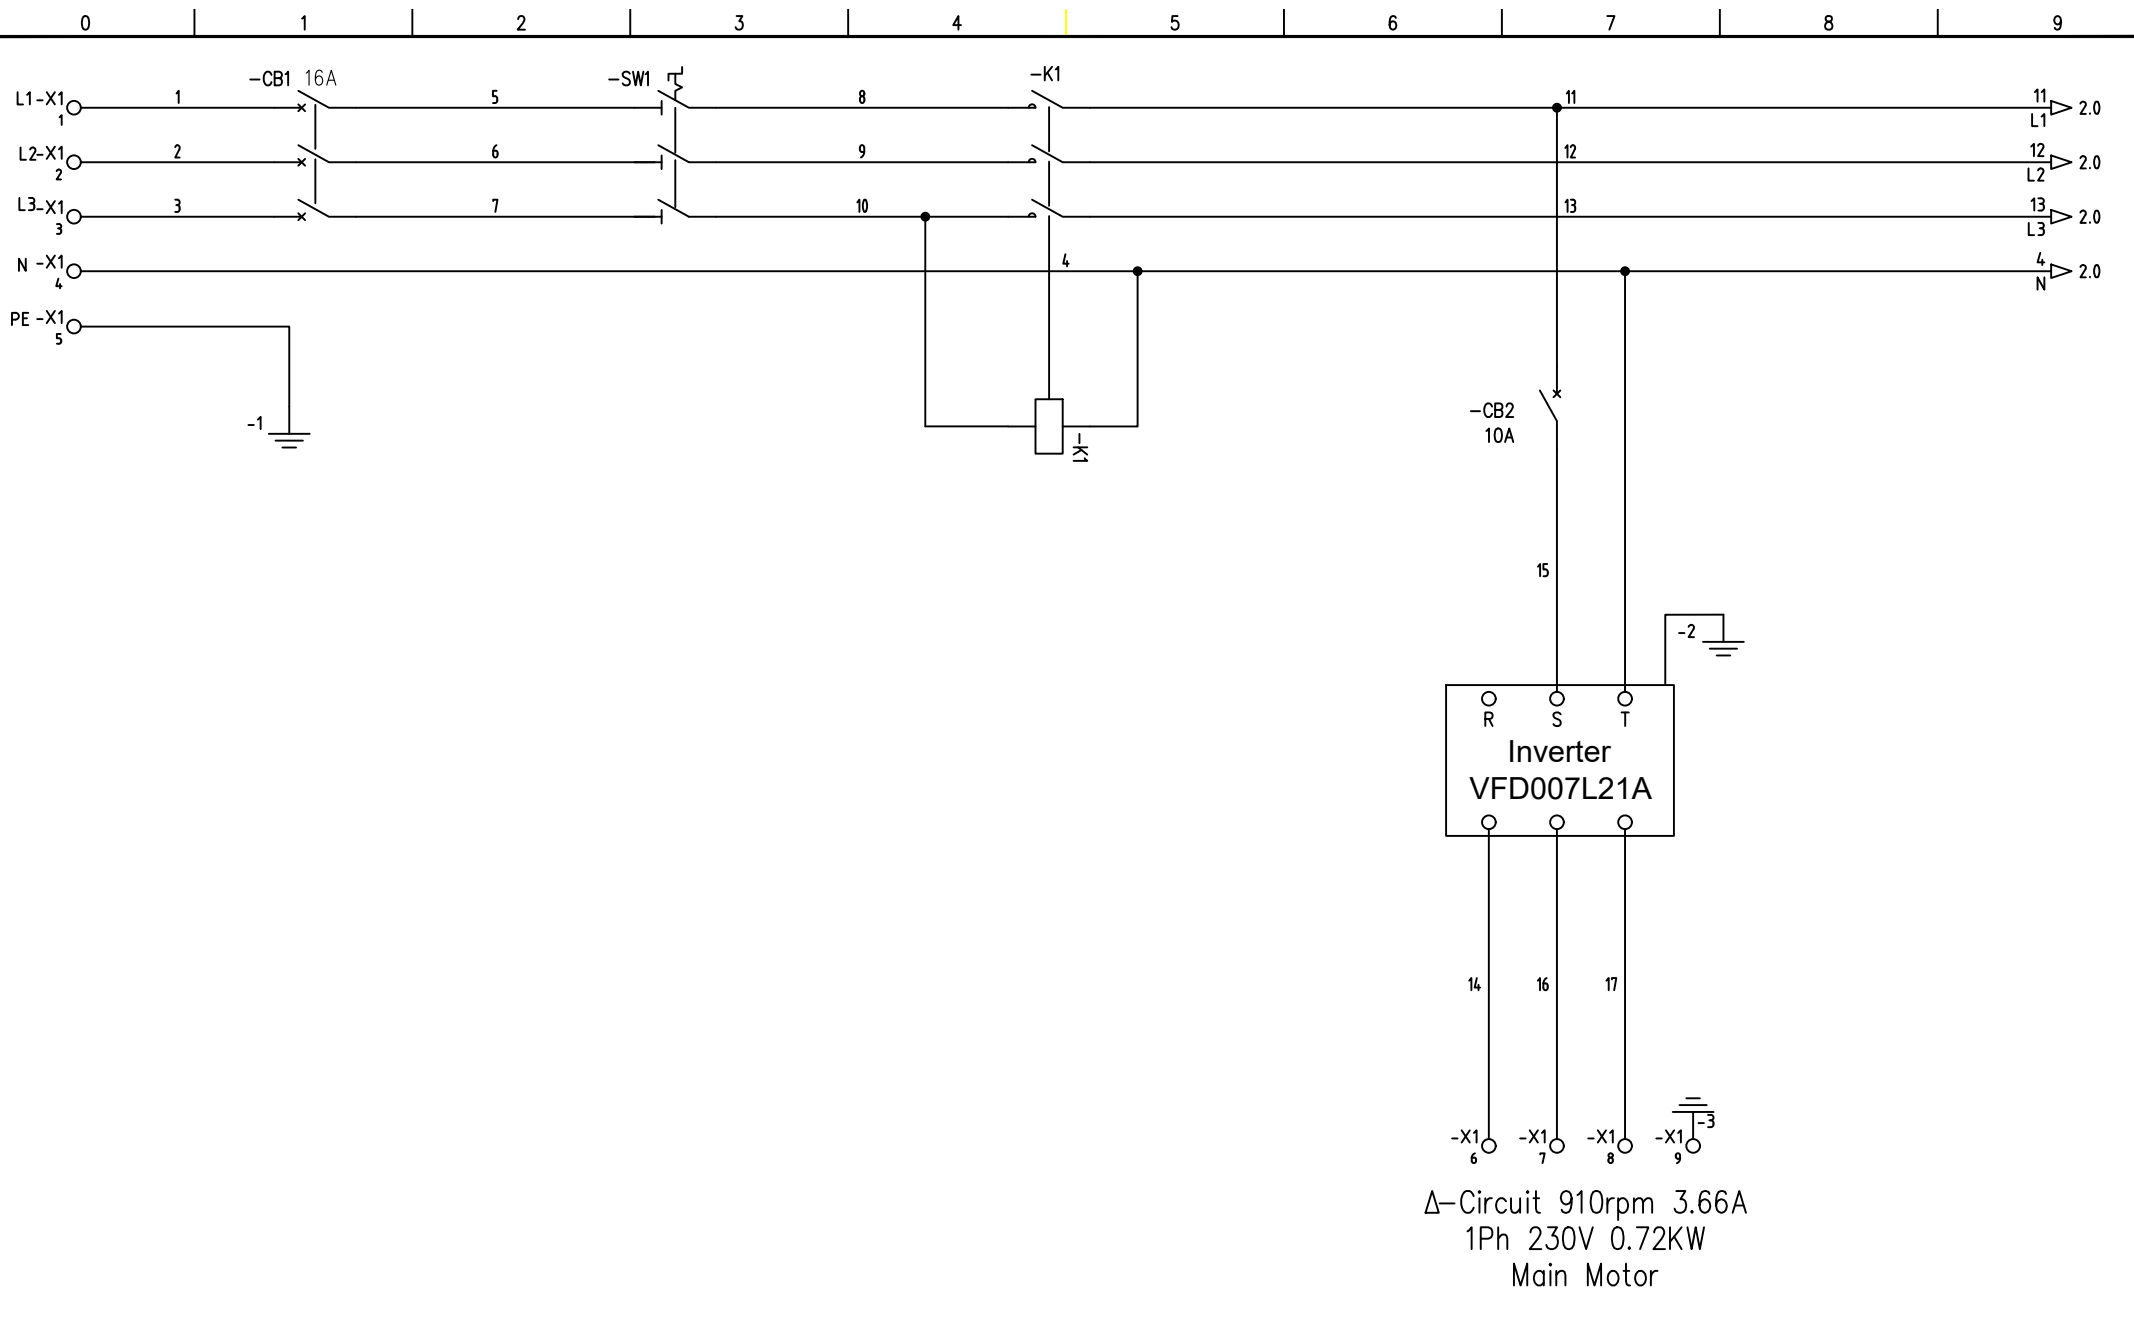 0 1 2 3 4 5 6 7 8 9
-CB1 16A -SW1 -K1
L1-X1 1 5 8 11 11 2.0
1 L1
L2-X1 2 6 9 12 12 2.0
2 L2
L3-X1 3 7 10 13 13 2.0
3 L3
N -X1 4 4 2.0
4 N
PE -X1
5
-1
-K1
-CB2
10A
15
-2
R S T
Inverter
VFD007L21A
14 16 17
-3
-X1 -X1 -X1 -X1
6 7 8 9
Δ-Circuit 910rpm 3.66A
1Ph 230V 0.72KW
Main Motor